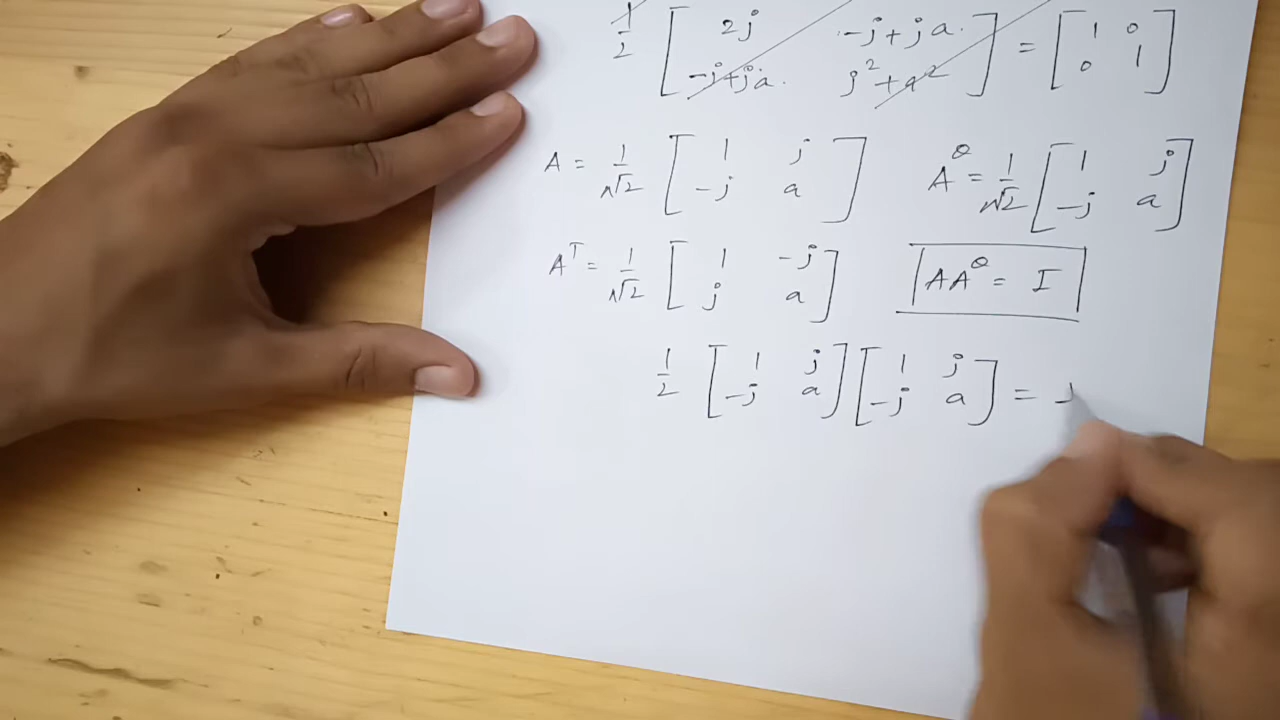 1/2 [ 2j -j+ja. ; -j+ja. j²+a² ] = [ 1 0 ; 0 1 ]
A = 1/√2 [ 1 j ; -j a ] A^θ = 1/√2 [ 1 j ; -j a ]
A^T = 1/√2 [ 1 -j ; j a ] AA^θ = I
1/2 [ 1 j ; -j a ] [ 1 j ; -j a ] =